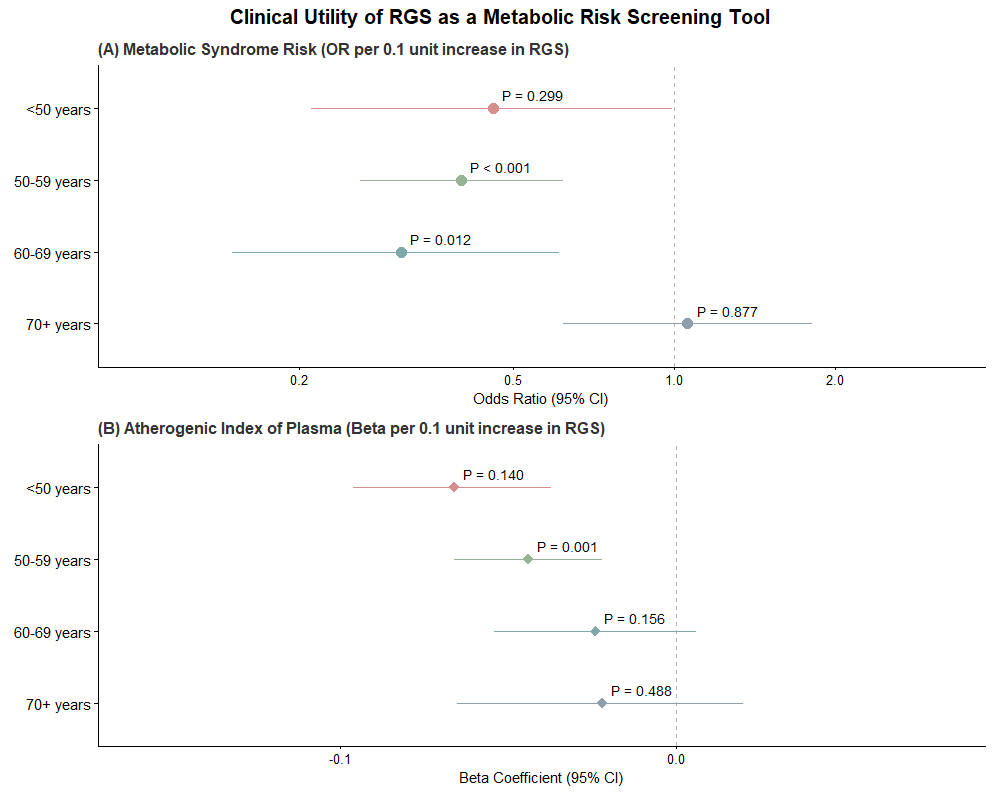 Clinical Utility of RGS as a Metabolic Risk Screening Tool
(A) Metabolic Syndrome Risk (OR per 0.1 unit increase in RGS)
<50 years
P = 0.299
50-59 years
P < 0.001
60-69 years
P = 0.012
70+ years
P = 0.877
0.2 0.5 1.0 2.0
Odds Ratio (95% CI)
(B) Atherogenic Index of Plasma (Beta per 0.1 unit increase in RGS)
<50 years
P = 0.140
50-59 years
P = 0.001
60-69 years
P = 0.156
70+ years
P = 0.488
-0.1 0.0
Beta Coefficient (95% CI)